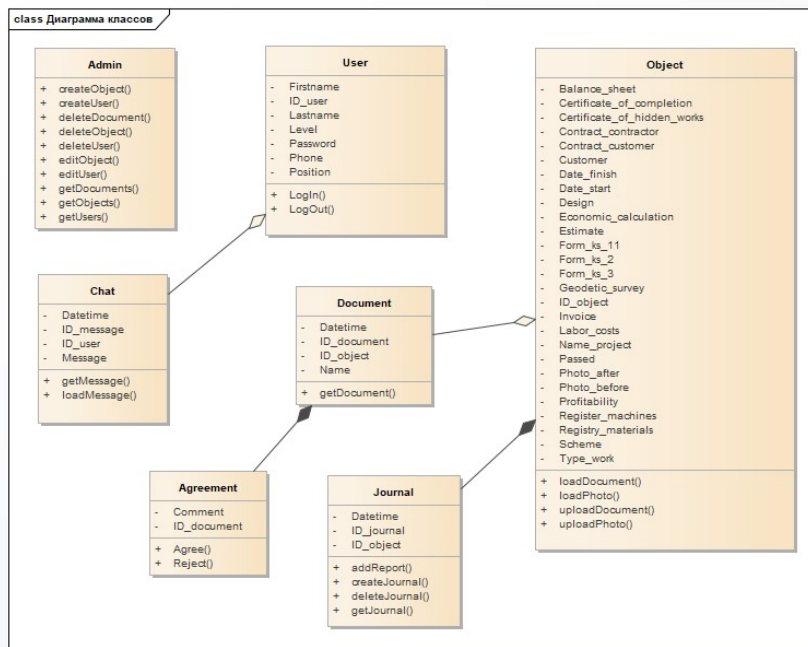 class Диаграмма классов
Admin
+ createObject()
+ createUser()
+ deleteDocument()
+ deleteObject()
+ deleteUser()
+ editObject()
+ editUser()
+ getDocuments()
+ getObjects()
+ getUsers()
User
- Firstname
- ID_user
- Lastname
- Level
- Password
- Phone
- Position
+ LogIn()
+ LogOut()
Object
- Balance_sheet
- Certificate_of_completion
- Certificate_of_hidden_works
- Contract_contractor
- Contract_customer
- Customer
- Date_finish
- Date_start
- Design
- Economic_calculation
- Estimate
- Form_ks_11
- Form_ks_2
- Form_ks_3
- Geodetic_survey
- ID_object
- Invoice
- Labor_costs
- Name_project
- Passed
- Photo_after
- Photo_before
- Profitability
- Register_machines
- Registry_materials
- Scheme
- Type_work
+ loadDocument()
+ loadPhoto()
+ uploadDocument()
+ uploadPhoto()
Chat
- Datetime
- ID_message
- ID_user
- Message
+ getMessage()
+ loadMessage()
Document
- Datetime
- ID_document
- ID_object
- Name
+ getDocument()
Agreement
- Comment
- ID_document
+ Agree()
+ Reject()
Journal
- Datetime
- ID_journal
- ID_object
+ addReport()
+ createJournal()
+ deleteJournal()
+ getJournal()